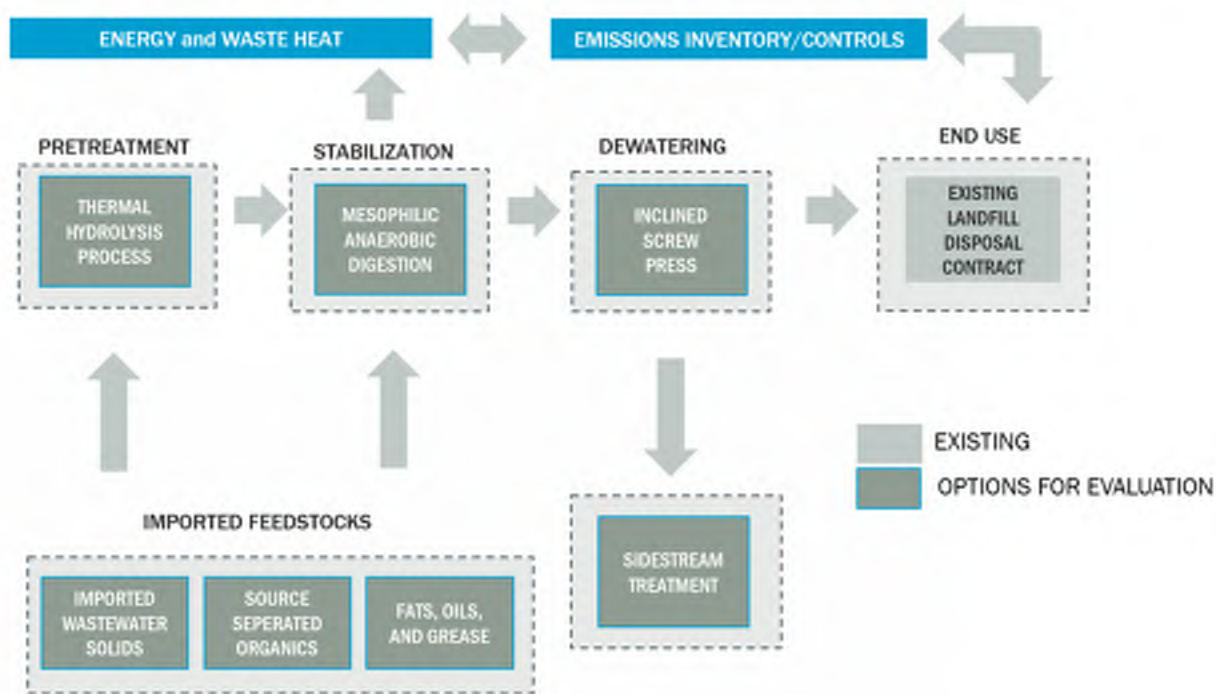 ENERGY and WASTE HEAT
EMISSIONS INVENTORY/CONTROLS
PRETREATMENT
THERMAL
HYDROLYSIS
PROCESS
STABILIZATION
MESOPHILIC
ANAEROBIC
DIGESTION
DEWATERING
INCLINED
SCREW
PRESS
END USE
EXISTING
LANDFILL
DISPOSAL
CONTRACT
EXISTING
OPTIONS FOR EVALUATION
IMPORTED FEEDSTOCKS
IMPORTED
WASTEWATER
SOLIDS
SOURCE
SEPERATED
ORGANICS
FATS, OILS,
AND GREASE
SIDESTREAM
TREATMENT